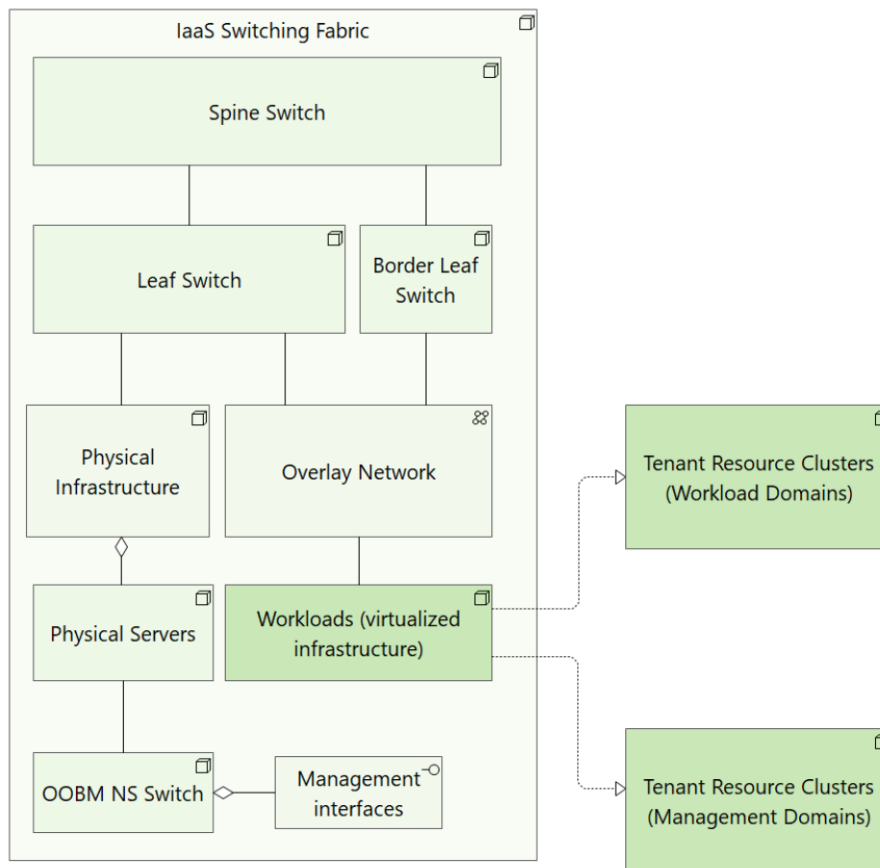 IaaS Switching Fabric
Spine Switch
Leaf Switch
Border Leaf
Switch
Physical
Infrastructure
Overlay Network
Tenant Resource Clusters
(Workload Domains)
Physical Servers
Workloads (virtualized
infrastructure)
OOBM NS Switch
Management
interfaces
Tenant Resource Clusters
(Management Domains)